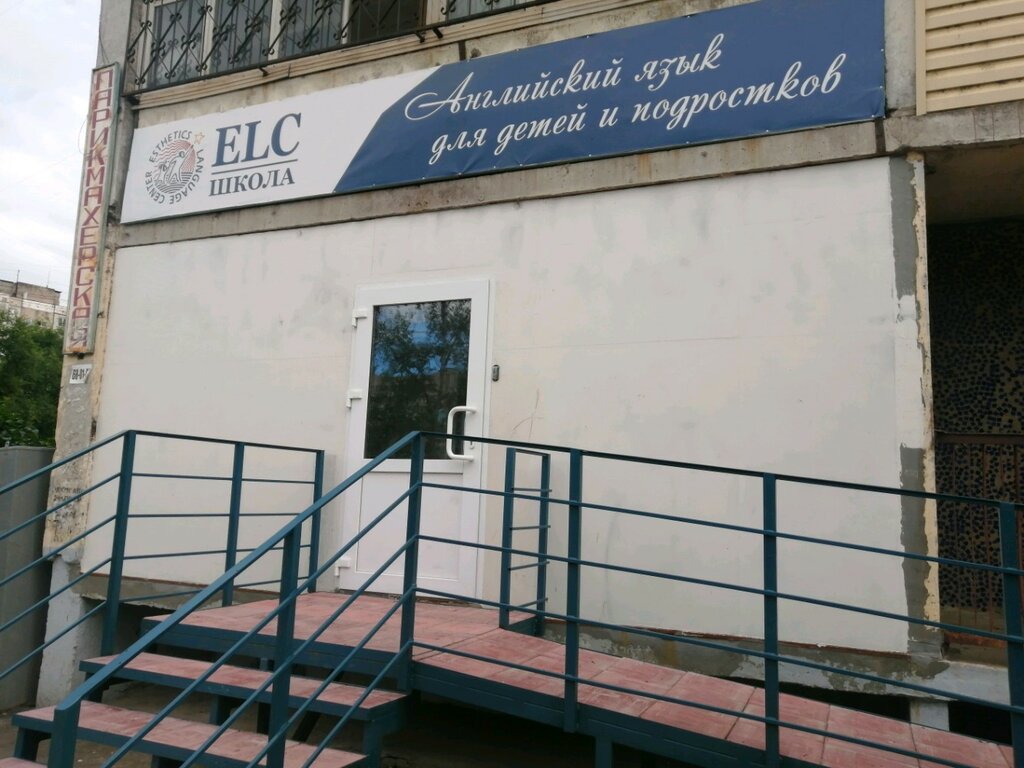 ПАРИКМАХЕРСКАЯ
ESTHETICS LANGUAGE CENTER
ELC
ШКОЛА
Английский язык
для детей и подростков